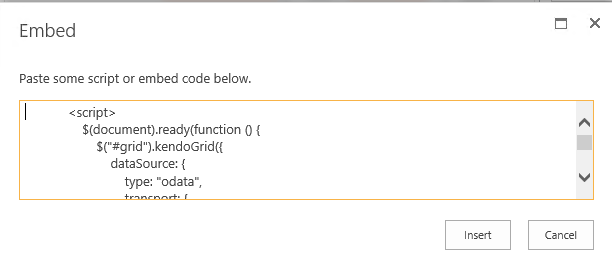 Embed
Paste some script or embed code below.
<script>
$(document).ready(function () {
$("#grid").kendoGrid({
dataSource: {
type: "odata",
transport: {
Insert
Cancel